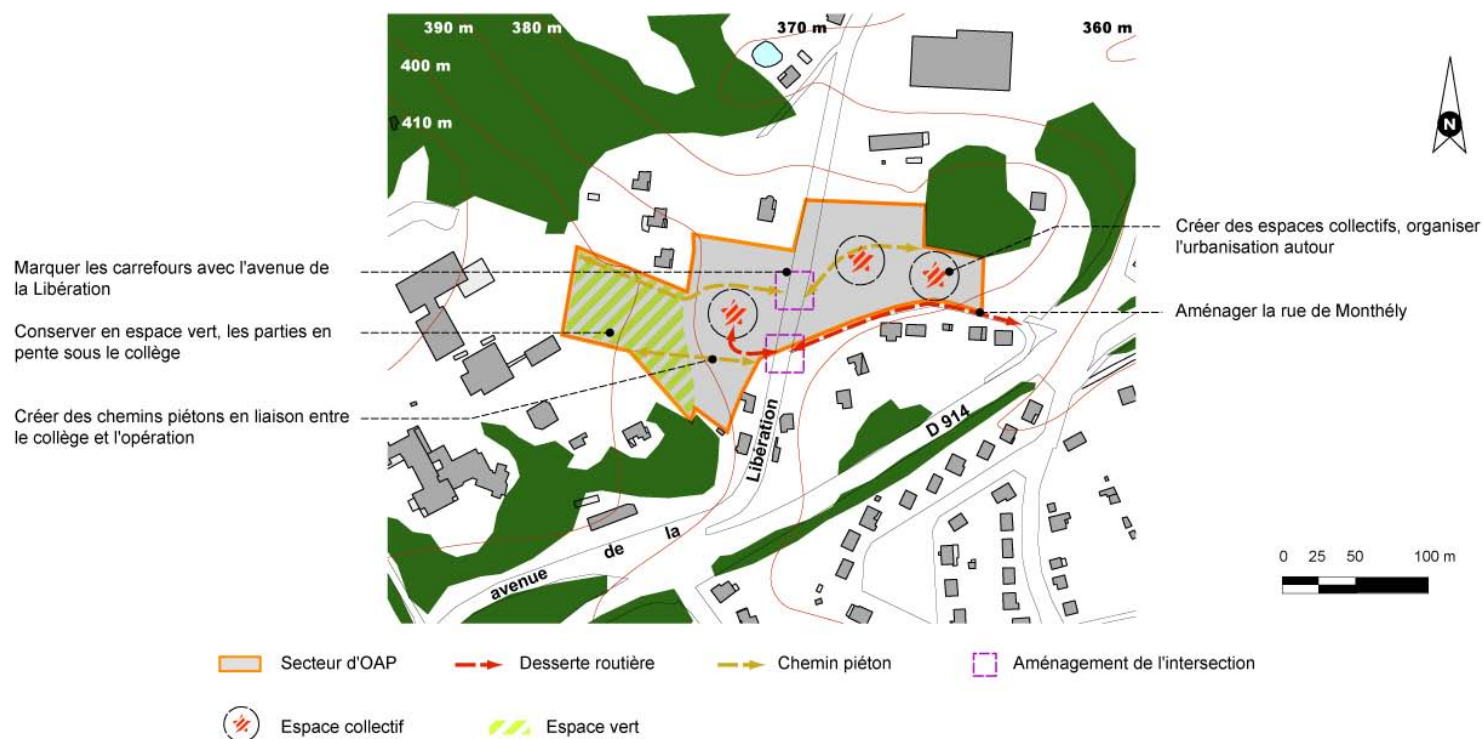 390 m
380 m
370 m
360 m
400 m
410 m
N
Créer des espaces collectifs, organiser
l'urbanisation autour
Marquer les carrefours avec l'avenue de
la Libération
Aménager la rue de Monthély
Conserver en espace vert, les parties en
pente sous le collège
Créer des chemins piétons en liaison entre
le collège et l'opération
D 914
avenue de la Libération
0 25 50 100 m
Secteur d'OAP
Desserte routière
Chemin piéton
Aménagement de l'intersection
Espace collectif
Espace vert